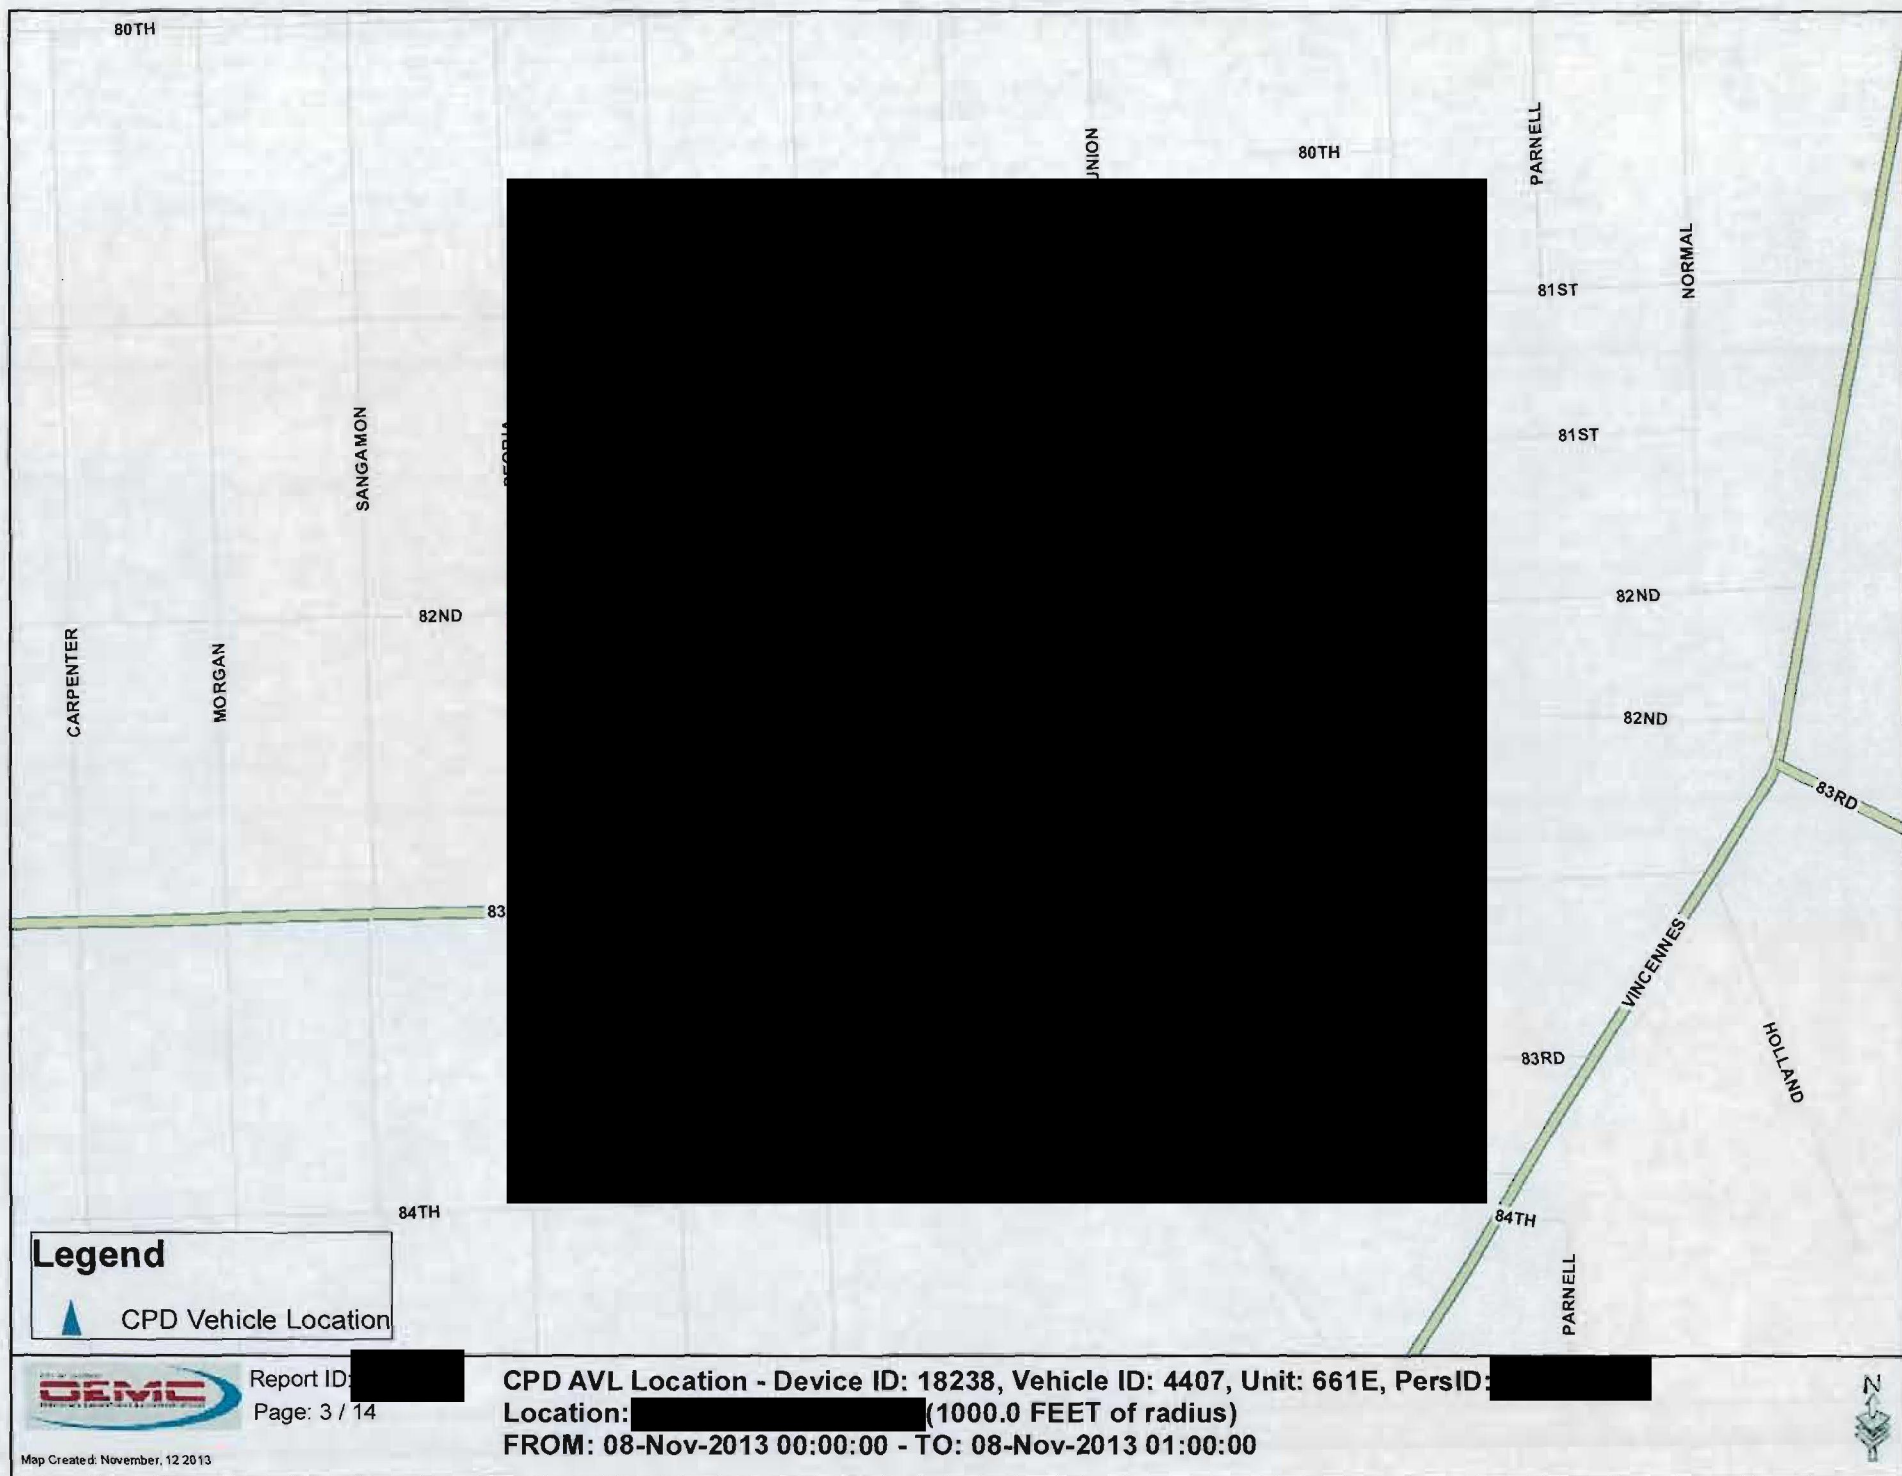 80TH
UNION
80TH
PARNELL
NORMAL
81ST
SANGAMON
81ST
82ND
82ND
CARPENTER
MORGAN
82ND
83RD
83
VINCENNES
83RD
HOLLAND
84TH
84TH
PARNELL
Legend
CPD Vehicle Location
OEMC
Report ID:
Page: 3 / 14
Map Created: November, 12 2013
CPD AVL Location - Device ID: 18238, Vehicle ID: 4407, Unit: 661E, PersID:
Location: (1000.0 FEET of radius)
FROM: 08-Nov-2013 00:00:00 - TO: 08-Nov-2013 01:00:00
N